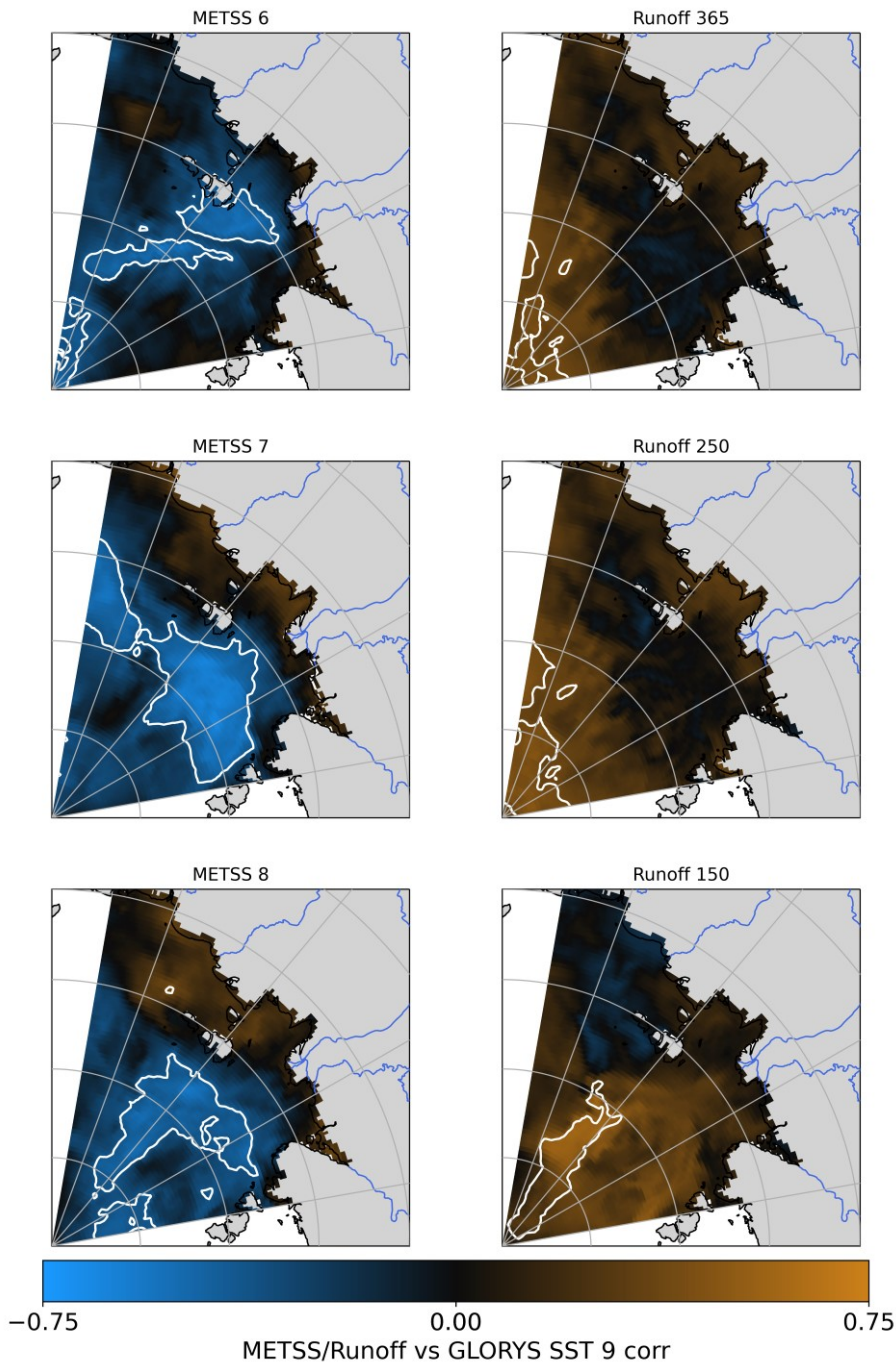 METSS 6
Runoff 365
METSS 7
Runoff 250
METSS 8
Runoff 150
−0.75
0.00
0.75
METSS/Runoff vs GLORYS SST 9 corr